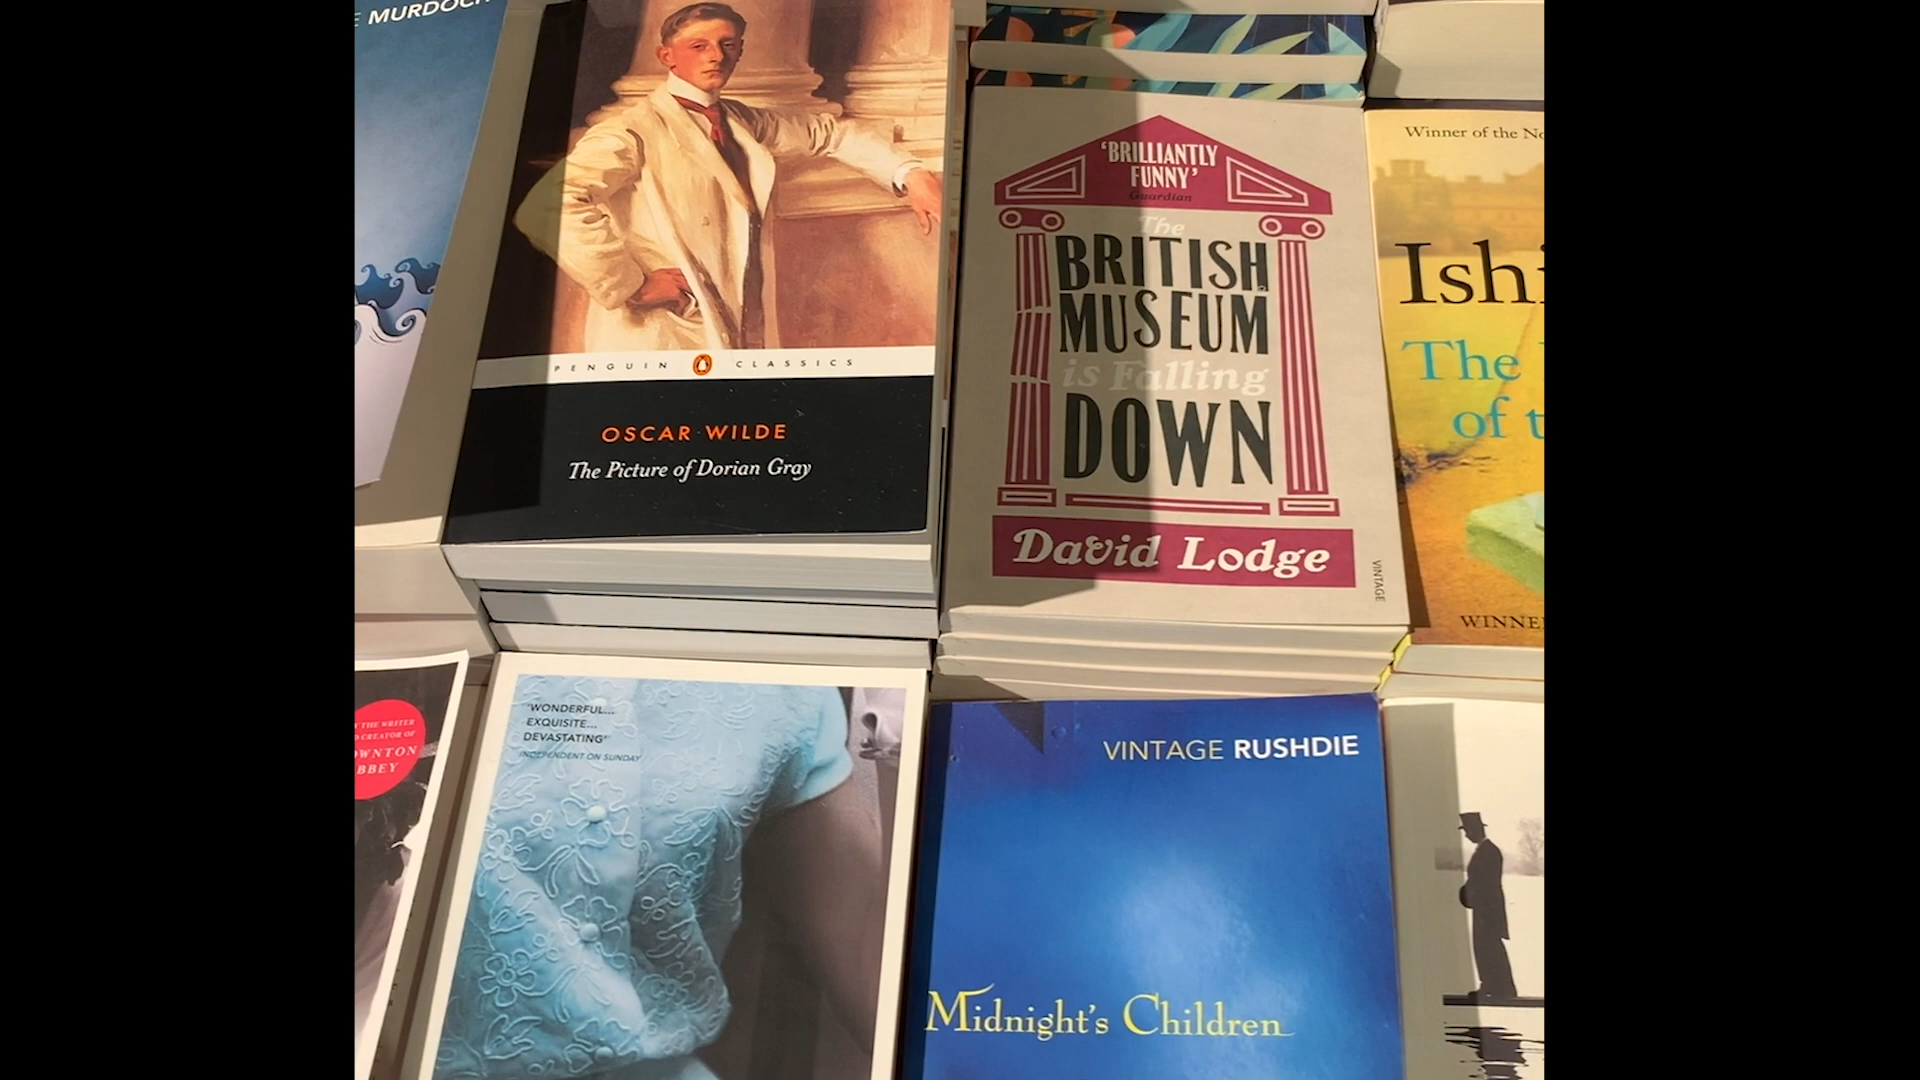 MURDOCH
PENGUIN CLASSICS
OSCAR WILDE
The Picture of Dorian Gray
'BRILLIANTLY
FUNNY'
Guardian
The
BRITISH
MUSEUM
is Falling
DOWN
David Lodge
VINTAGE
Winner of the
Ishi
The
of t
WINNE
THE WRITER
CREATOR OF
WNTON
BBEY
'WONDERFUL...
EXQUISITE...
DEVASTATING'
INDEPENDENT ON SUNDAY
VINTAGE RUSHDIE
Midnight's Children